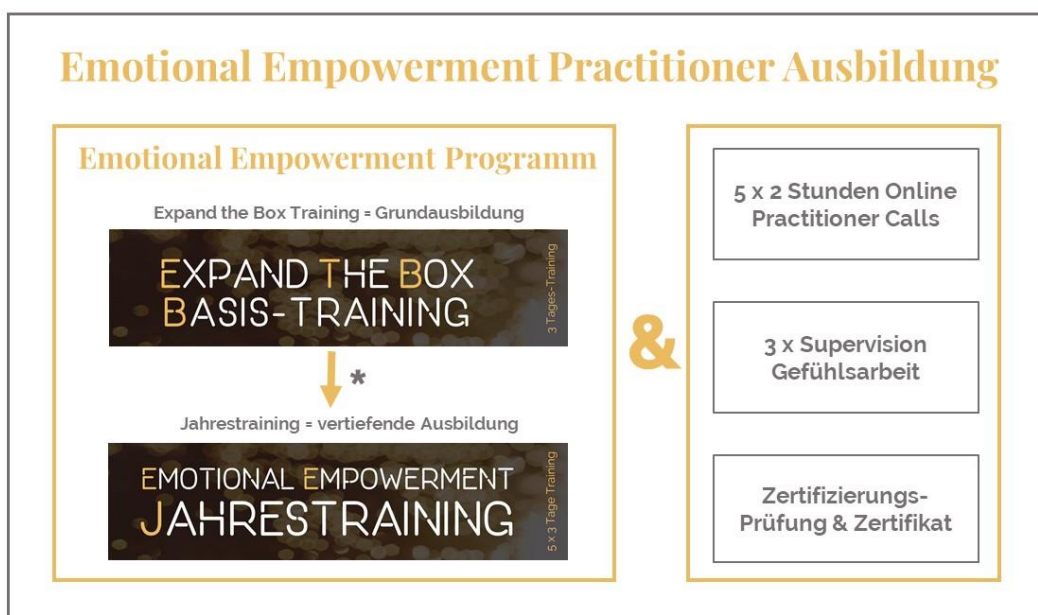 Emotional Empowerment Practitioner Ausbildung
Emotional Empowerment Programm
Expand the Box Training = Grundausbildung
EXPAND THE BOX
BASIS-TRAINING
3 Tages-Training
*
Jahrestraining = vertiefende Ausbildung
EMOTIONAL EMPOWERMENT
JAHRESTRAINING
5 x 3 Tage Training
&
5 x 2 Stunden Online
Practitioner Calls
3 x Supervision
Gefühlsarbeit
Zertifizierungs-
Prüfung & Zertifikat